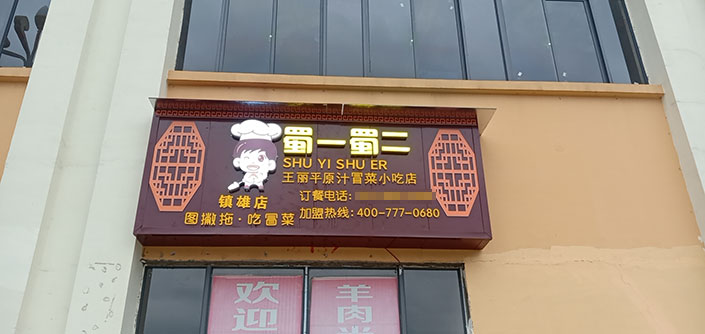 蜀一蜀二
SHU YI SHU ER
王丽平原汁冒菜小吃店
镇雄店
订餐电话:
图撇拖·吃冒菜
加盟热线: 400-777-0680
欢迎
羊肉